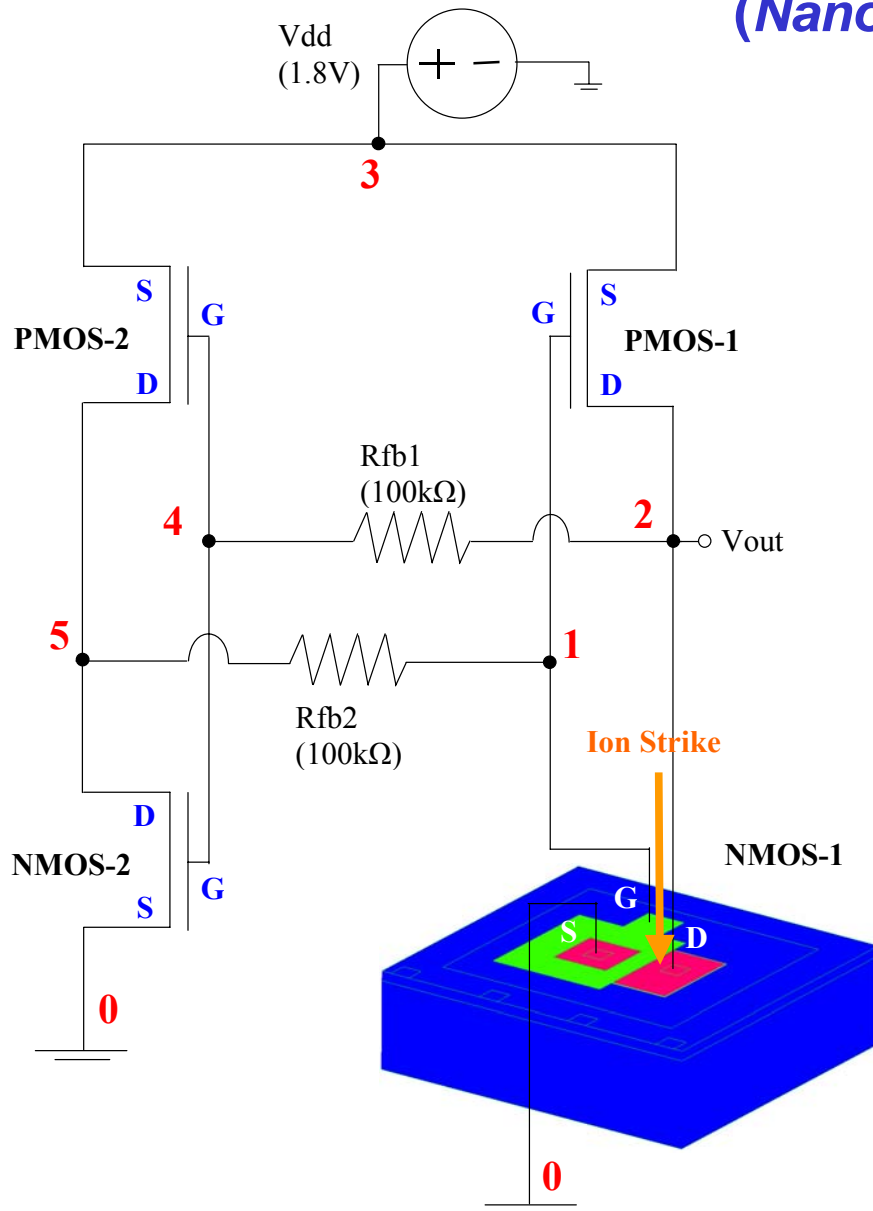 (Nano
Vdd
(1.8V)
+ -
3
S
G
D
PMOS-2
S
G
D
PMOS-1
Rfb1
(100kΩ)
4
2
Vout
5
1
Rfb2
(100kΩ)
Ion Strike
D
NMOS-2
G
S
NMOS-1
G
S
D
0
0